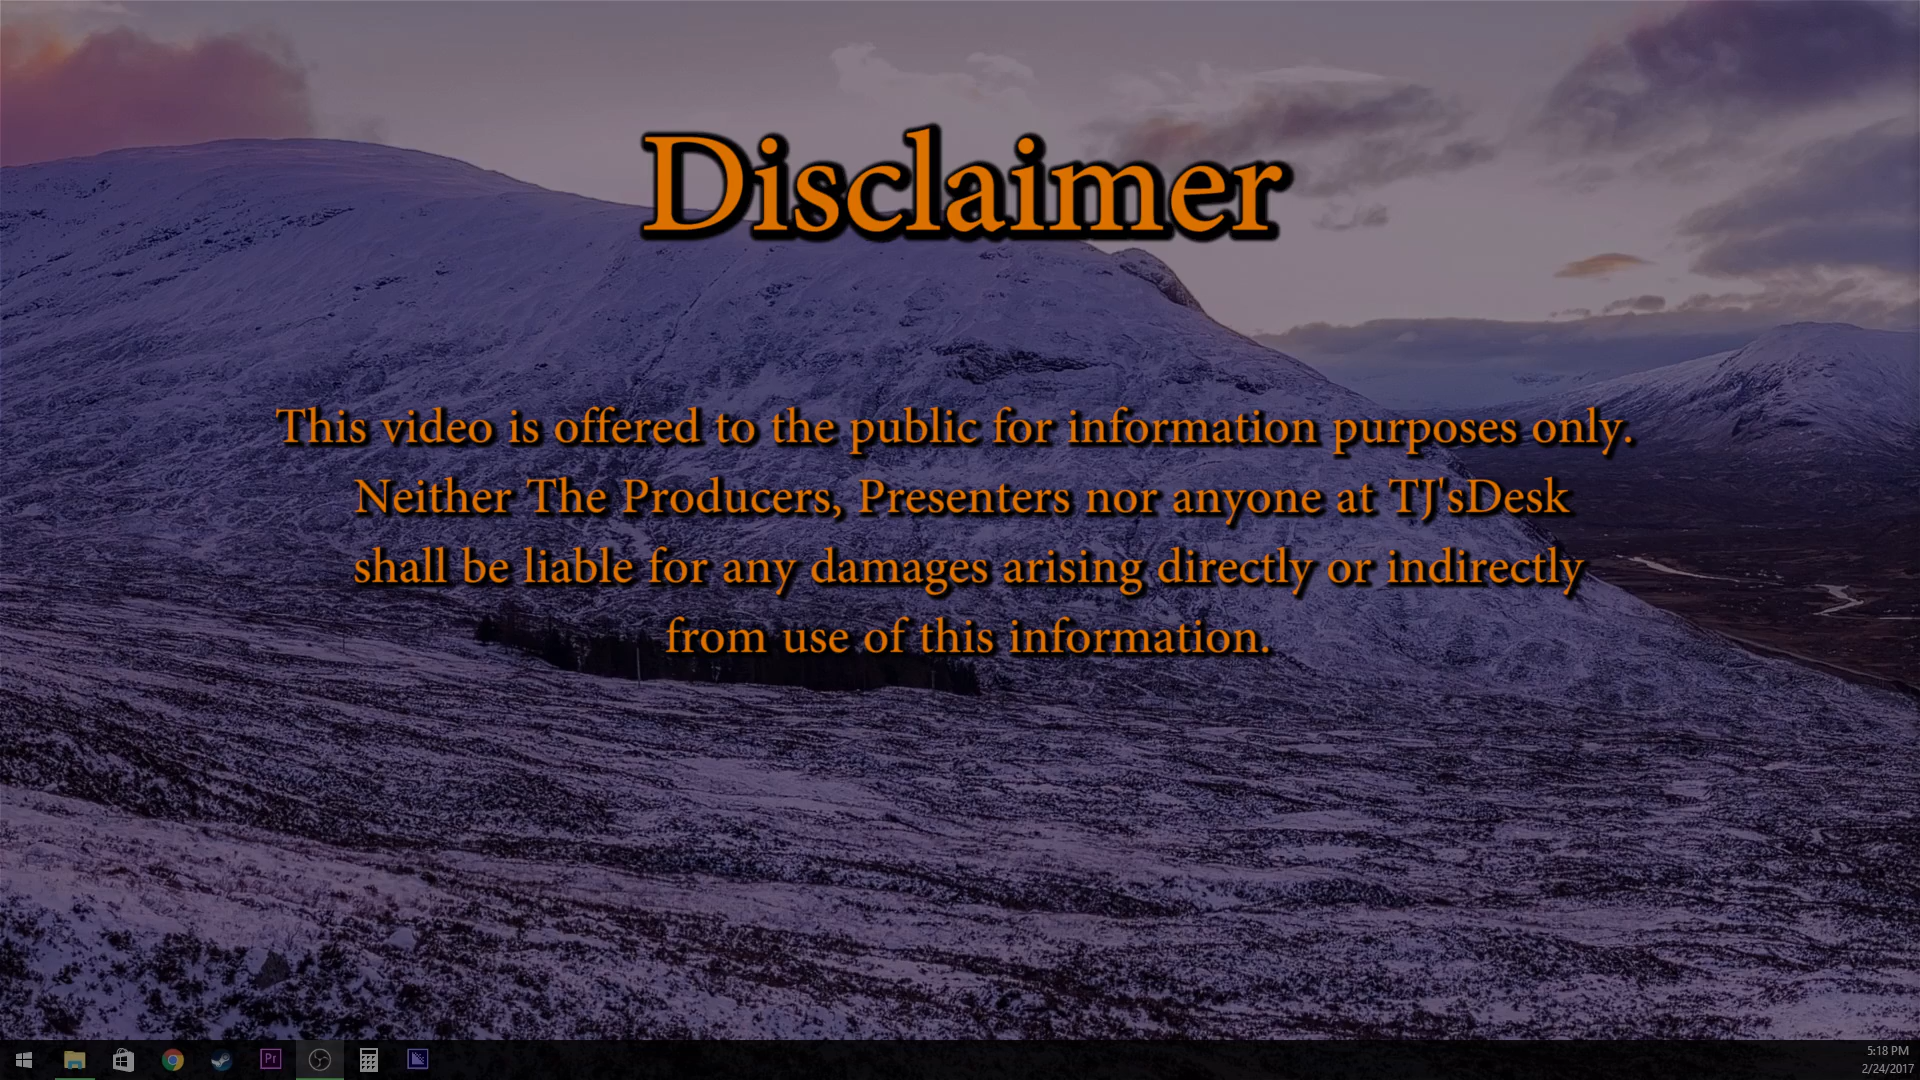 Disclaimer
This video is offered to the public for information purposes only.
Neither The Producers, Presenters nor anyone at TJ'sDesk
shall be liable for any damages arising directly or indirectly
from use of this information.
Pr
5:18 PM
2/24/2017